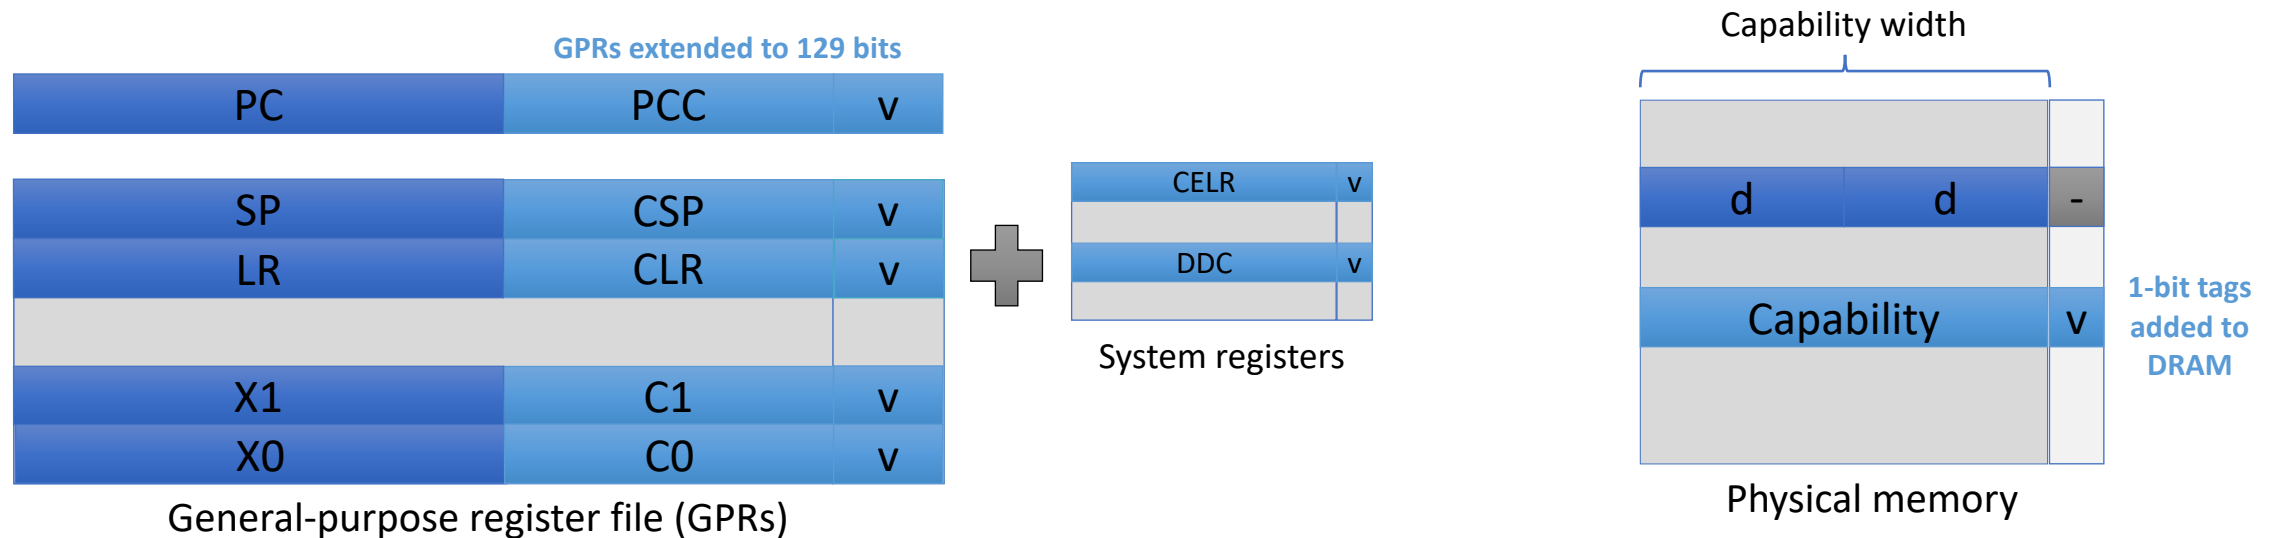 GPRs extended to 129 bits
PC PCC v
SP CSP v
LR CLR v
X1 C1 v
X0 C0 v
General-purpose register file (GPRs)
CELR v
DDC v
System registers
Capability width
d d -
Capability v
1-bit tags
added to
DRAM
Physical memory